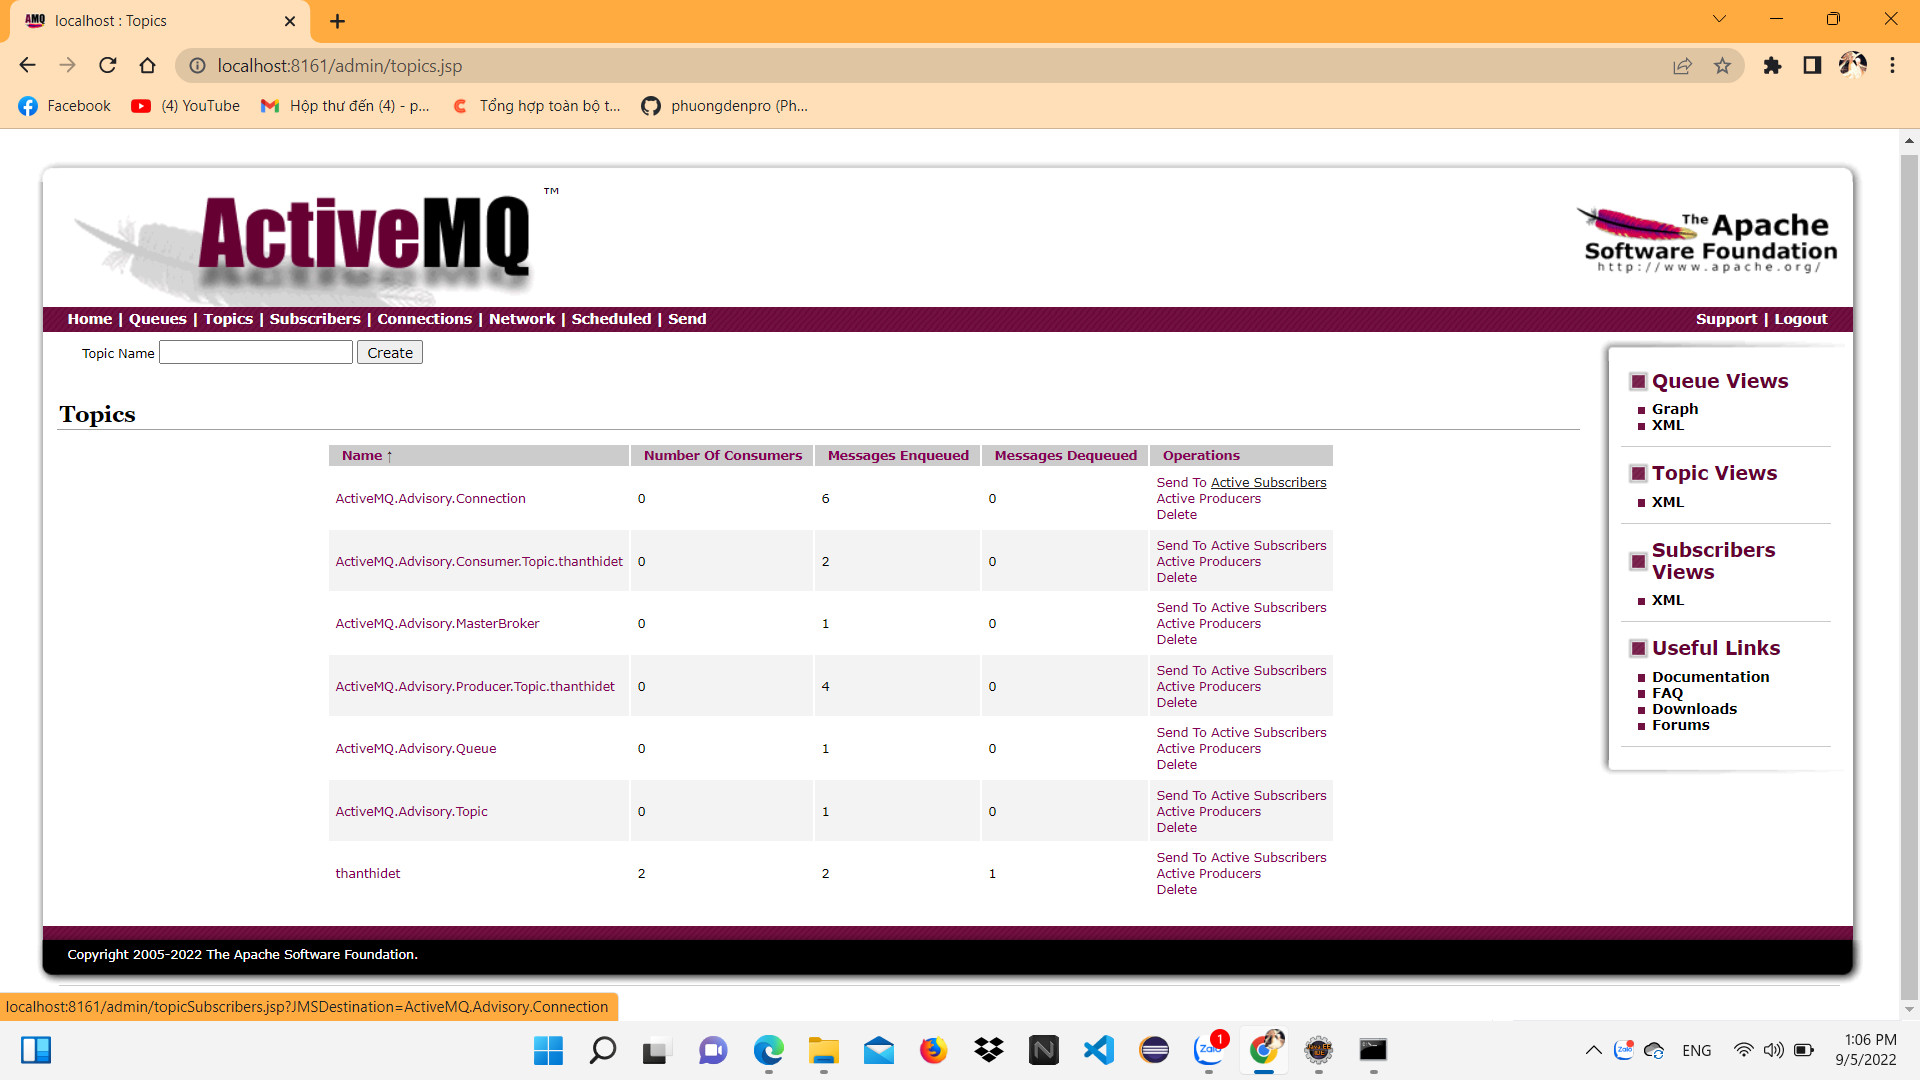 localhost : Topics
localhost:8161/admin/topics.jsp
Facebook
(4) YouTube
Hộp thư đến (4) - p...
Tổng hợp toàn bộ t...
phuongdenpro (Ph...
ActiveMQ™
The Apache
Software Foundation
http://www.apache.org/
Home | Queues | Topics | Subscribers | Connections | Network | Scheduled | Send
Support | Logout
Topic Name
Create
Topics
Name ↑ Number Of Consumers Messages Enqueued Messages Dequeued Operations
ActiveMQ.Advisory.Connection 0 6 0
Send To Active Subscribers
Active Producers
Delete
ActiveMQ.Advisory.Consumer.Topic.thanthidet 0 2 0
Send To Active Subscribers
Active Producers
Delete
ActiveMQ.Advisory.MasterBroker 0 1 0
Send To Active Subscribers
Active Producers
Delete
ActiveMQ.Advisory.Producer.Topic.thanthidet 0 4 0
Send To Active Subscribers
Active Producers
Delete
ActiveMQ.Advisory.Queue 0 1 0
Send To Active Subscribers
Active Producers
Delete
ActiveMQ.Advisory.Topic 0 1 0
Send To Active Subscribers
Active Producers
Delete
thanthidet 2 2 1
Send To Active Subscribers
Active Producers
Delete
Queue Views
Graph
XML
Topic Views
XML
Subscribers
Views
XML
Useful Links
Documentation
FAQ
Downloads
Forums
Copyright 2005-2022 The Apache Software Foundation.
localhost:8161/admin/topicSubscribers.jsp?JMSDestination=ActiveMQ.Advisory.Connection
Zalo
1
ENG
1:06 PM
9/5/2022